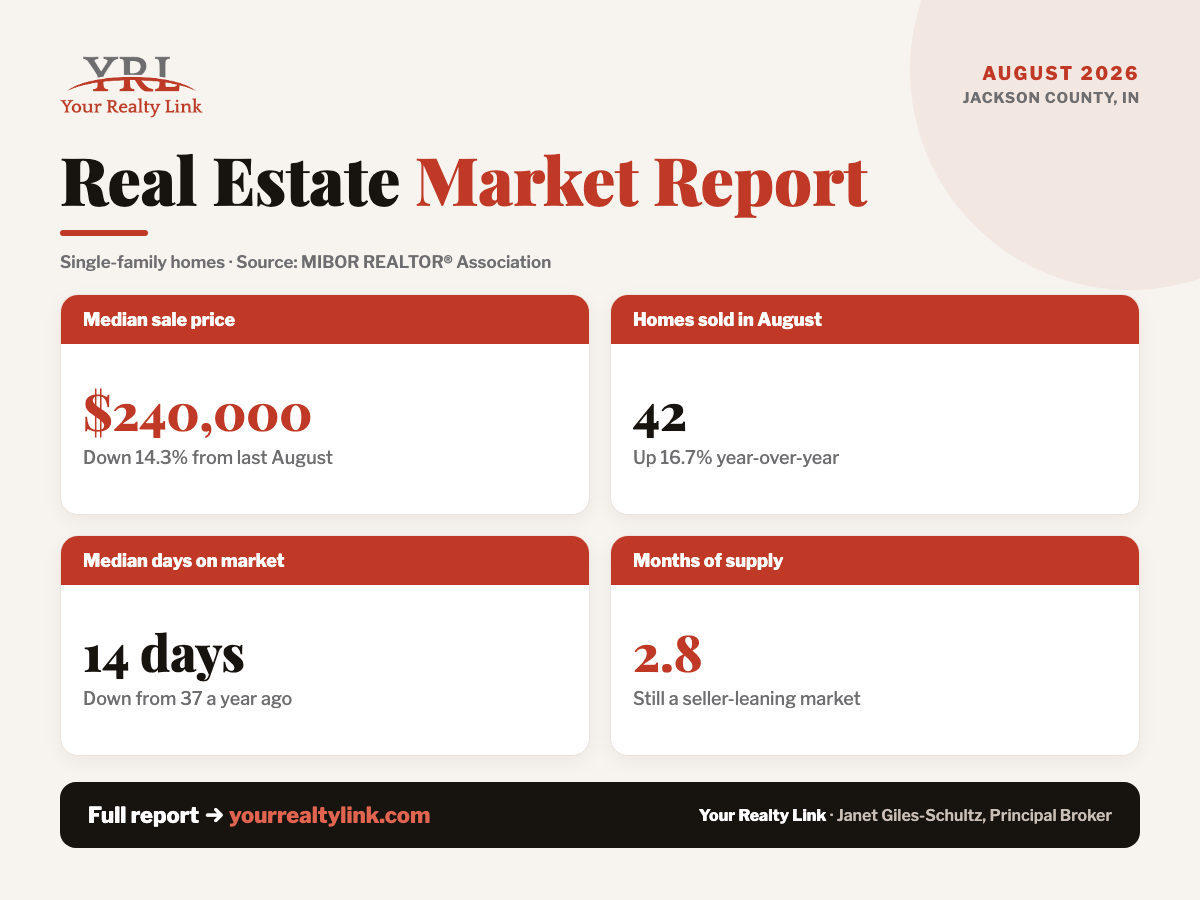 YRL
Your Realty Link
AUGUST 2026
JACKSON COUNTY, IN
Real Estate Market Report
Single-family homes · Source: MIBOR REALTOR® Association
Median sale price
$240,000
Down 14.3% from last August
Homes sold in August
42
Up 16.7% year-over-year
Median days on market
14 days
Down from 37 a year ago
Months of supply
2.8
Still a seller-leaning market
Full report → yourrealtylink.com
Your Realty Link · Janet Giles-Schultz, Principal Broker